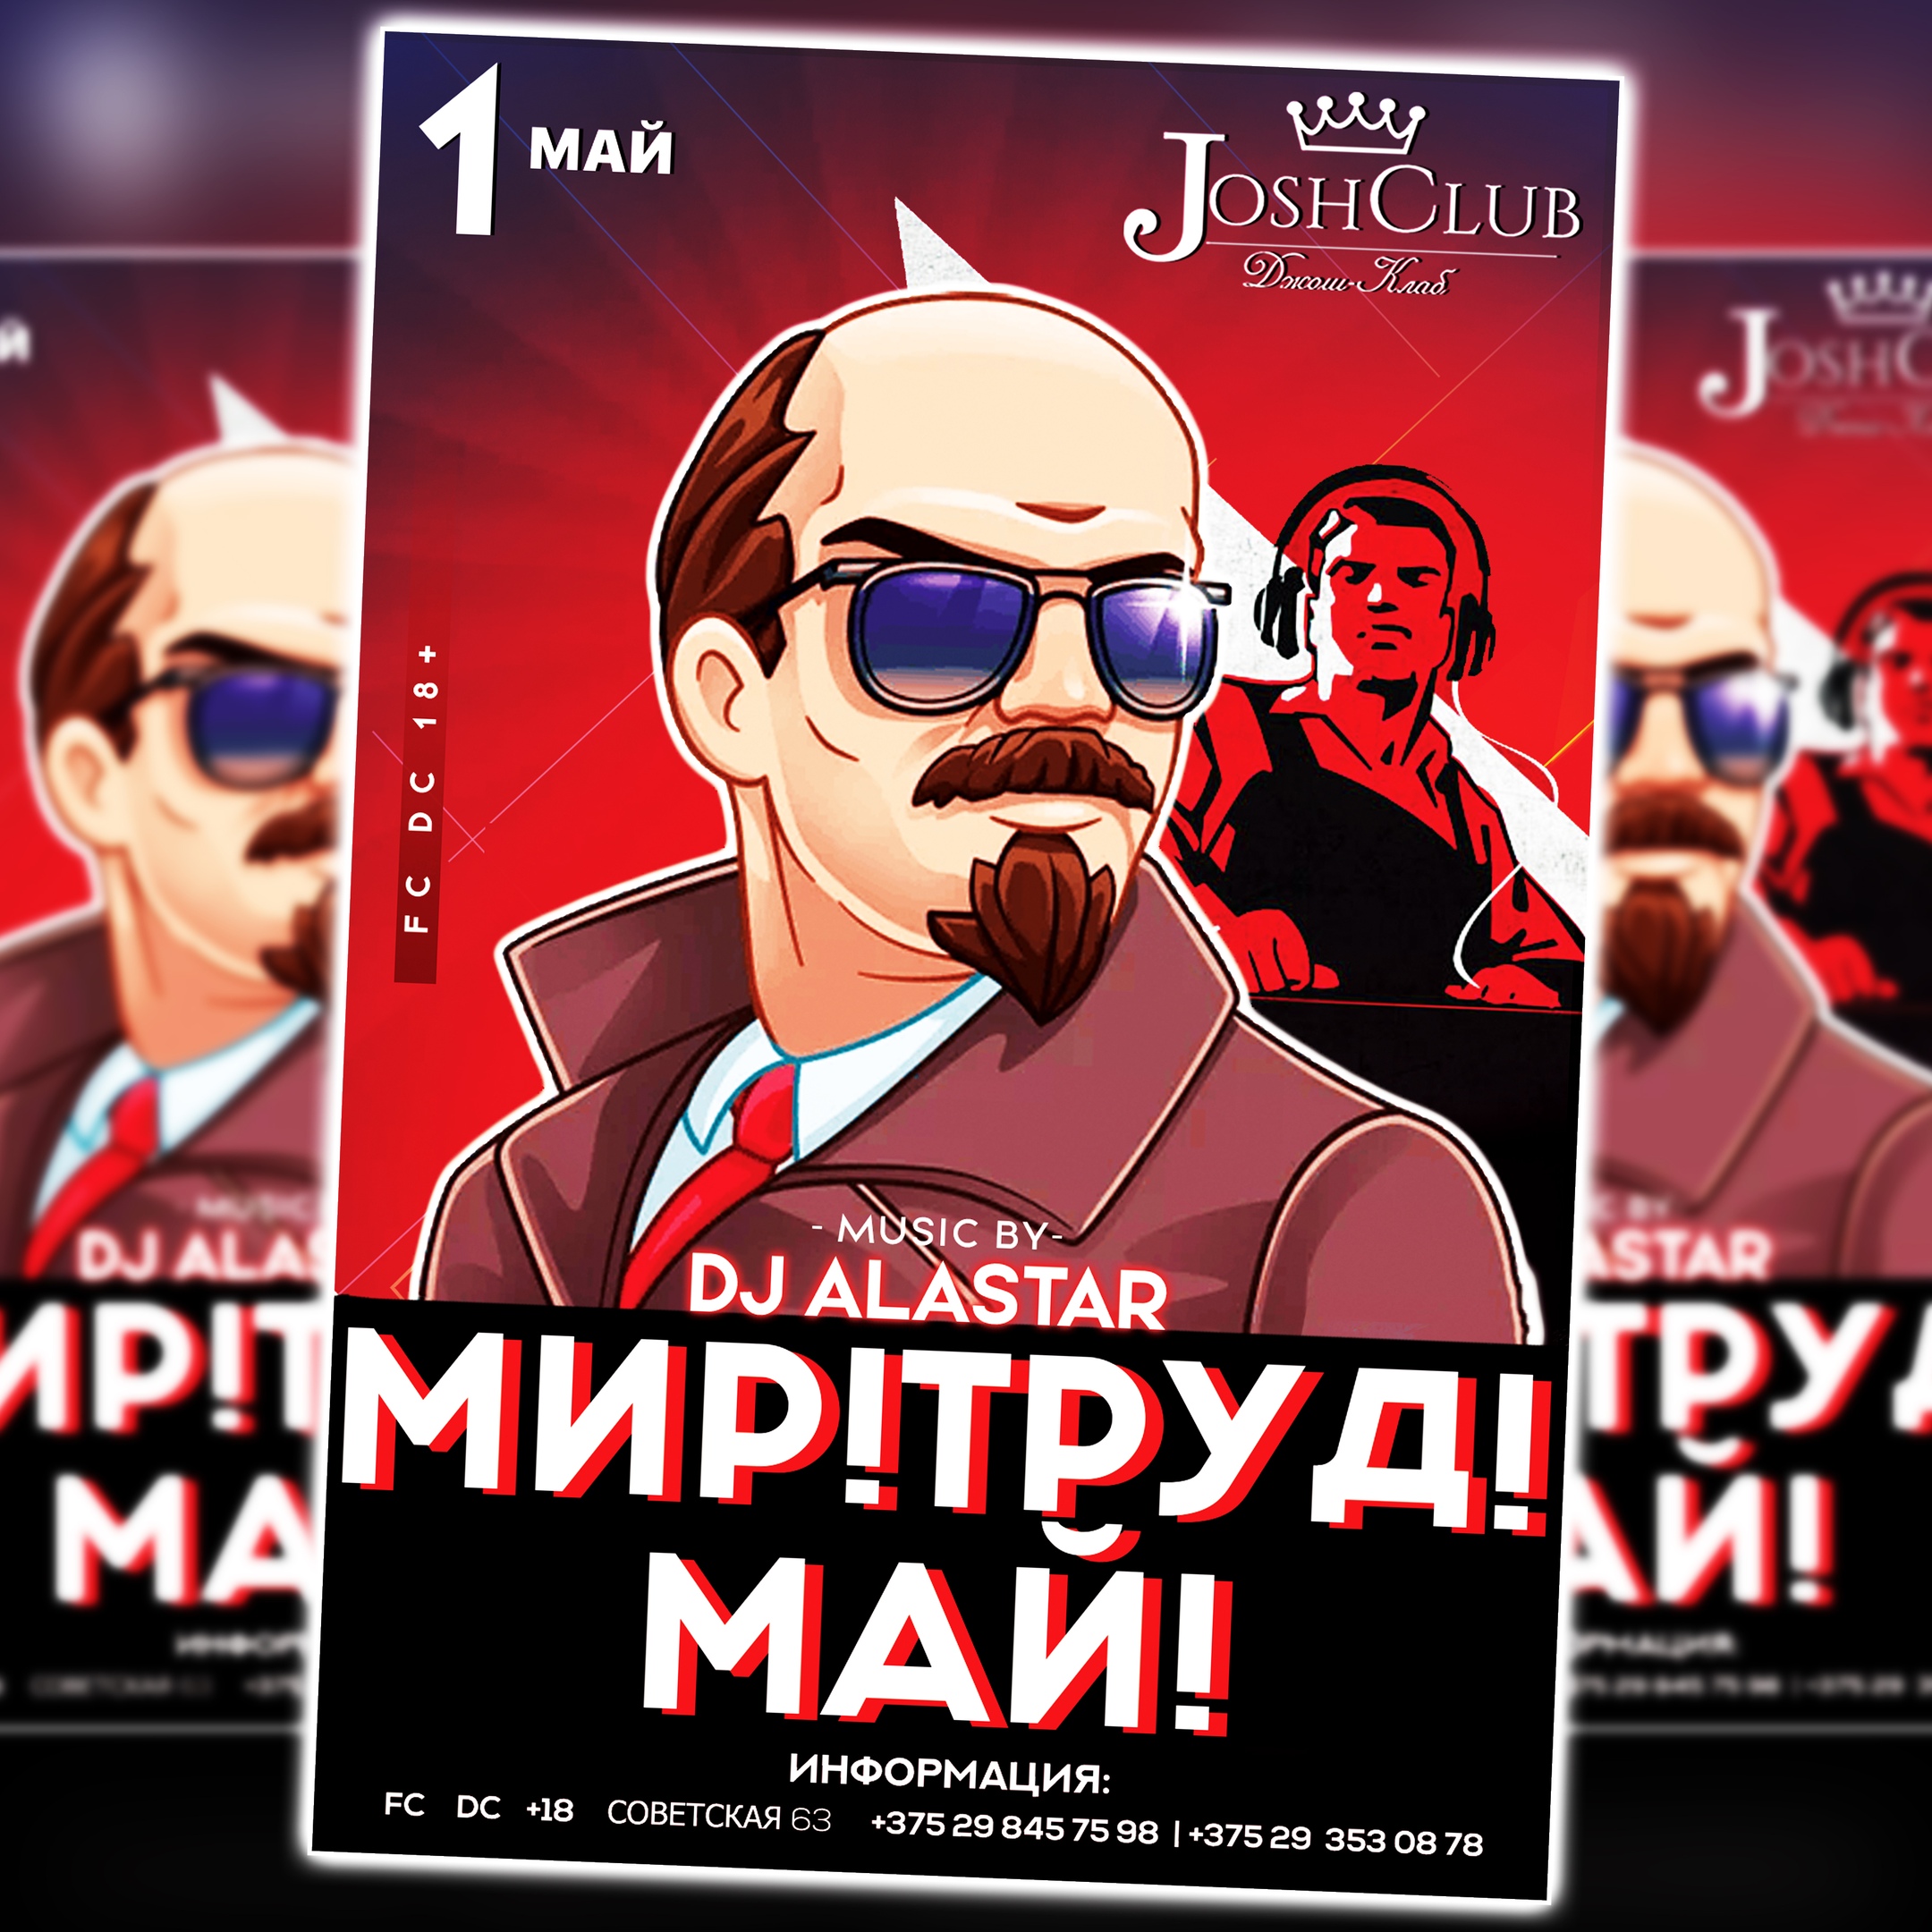 1 МАЙ
JOSHCLUB
Джош-Клаб
FC DC 18+
- MUSIC BY-
DJ ALASTAR
МИР!ТРУД!
МАЙ!
ИНФОРМАЦИЯ:
FC DC +18 СОВЕТСКАЯ 63 +375 29 845 75 98 | +375 29 353 08 78